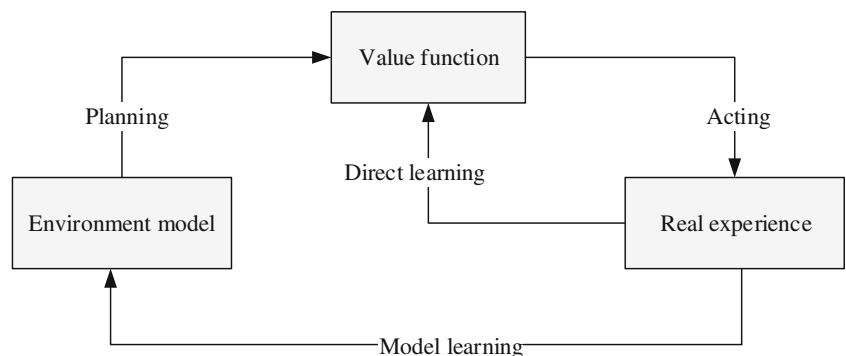 Value function
Planning
Acting
Direct learning
Environment model
Real experience
Model learning